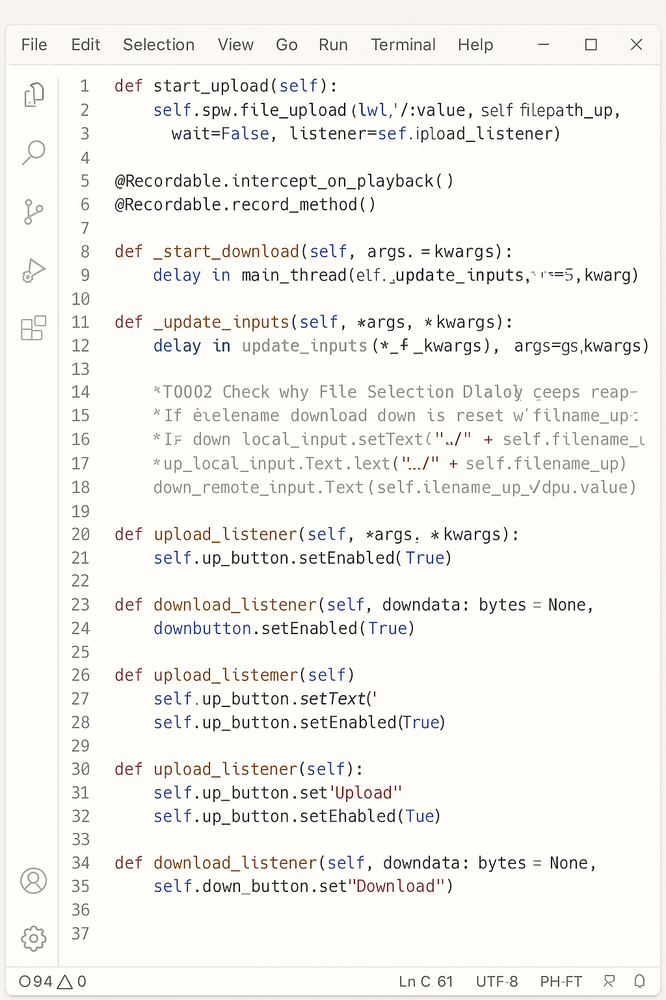 File Edit Selection View Go Run Terminal Help
1 def start_upload(self):
2 self.spw.file_upload(lwl,'/:value, self filepath_up,
3 wait=False, listener=sef.ipload_listener)
4
5 @Recordable.intercept_on_playback()
6 @Recordable.record_method()
7
8 def _start_download(self, args. = kwargs):
9 delay in main_thread(elf._update_inputs, =5,kwarg)
10
11 def _update_inputs(self, *args, * kwargs):
12 delay in update_inputs(*_f _kwargs), args=gs,kwargs)
13
14 *TOOO2 Check why File Selection Dlaloy çeeps reap-
15 *If download down is reset w' filname_up-
16 *IF down local_input.setText("../" + self.filename_
17 *up_local_input.Text.lext("../" + self.filename_up)
18 down_remote_input.Text(self.ilename_up_√dpu.value)
19
20 def upload_listener(self, *args. * kwargs):
21 self.up_button.setEnabled(True)
22
23 def download_listener(self, downdata: bytes = None,
24 downbutton.setEnabled(True)
25
26 def upload_listemer(self)
27 self.up_button.setText('
28 self.up_button.setEnabled(True)
29
30 def upload_listener(self):
31 self.up_button.set'Upload"
32 self.up_button.setEhabled(Tue)
33
34 def download_listener(self, downdata: bytes = None,
35 self.down_button.set"Download")
36
37
94 0 Ln C 61 UTF-8 PH-FT